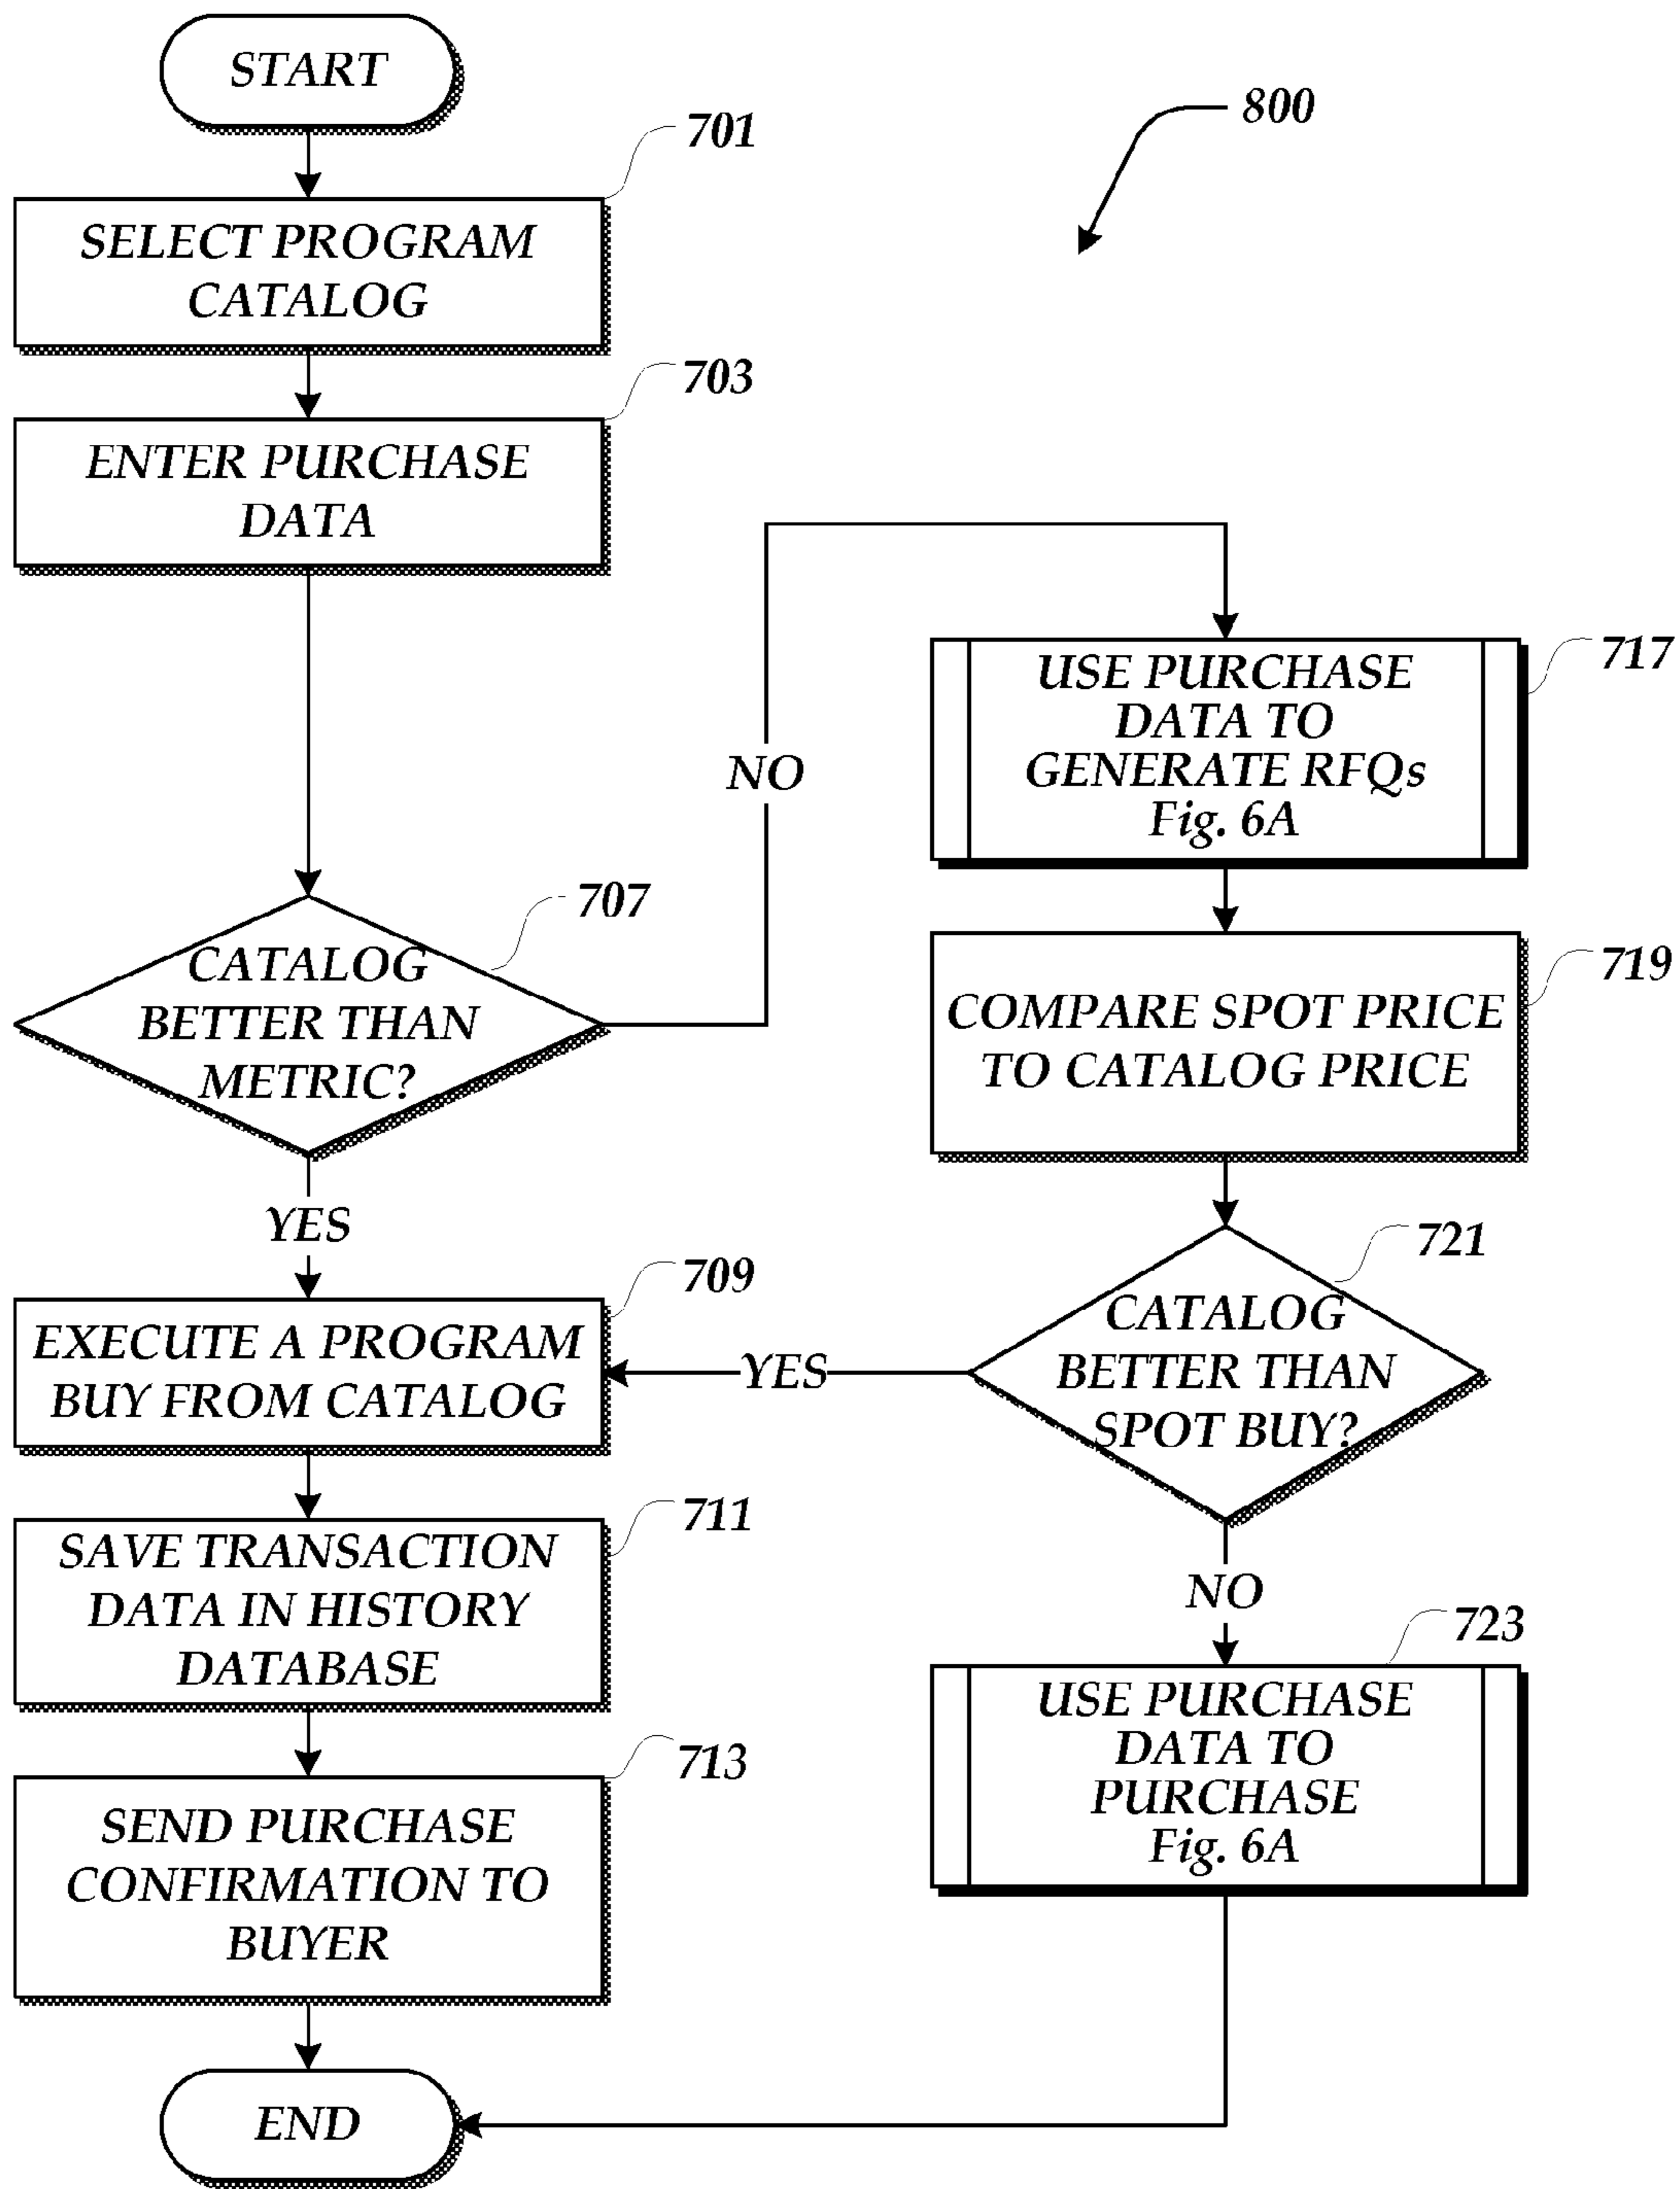 START
800
701
SELECT PROGRAM
CATALOG
703
ENTER PURCHASE
DATA
707
CATALOG
BETTER THAN
METRIC?
NO
YES
709
EXECUTE A PROGRAM
BUY FROM CATALOG
711
SAVE TRANSACTION
DATA IN HISTORY
DATABASE
713
SEND PURCHASE
CONFIRMATION TO
BUYER
END
717
USE PURCHASE
DATA TO
GENERATE RFQs
Fig. 6A
719
COMPARE SPOT PRICE
TO CATALOG PRICE
721
CATALOG
BETTER THAN
SPOT BUY?
YES
NO
723
USE PURCHASE
DATA TO
PURCHASE
Fig. 6A